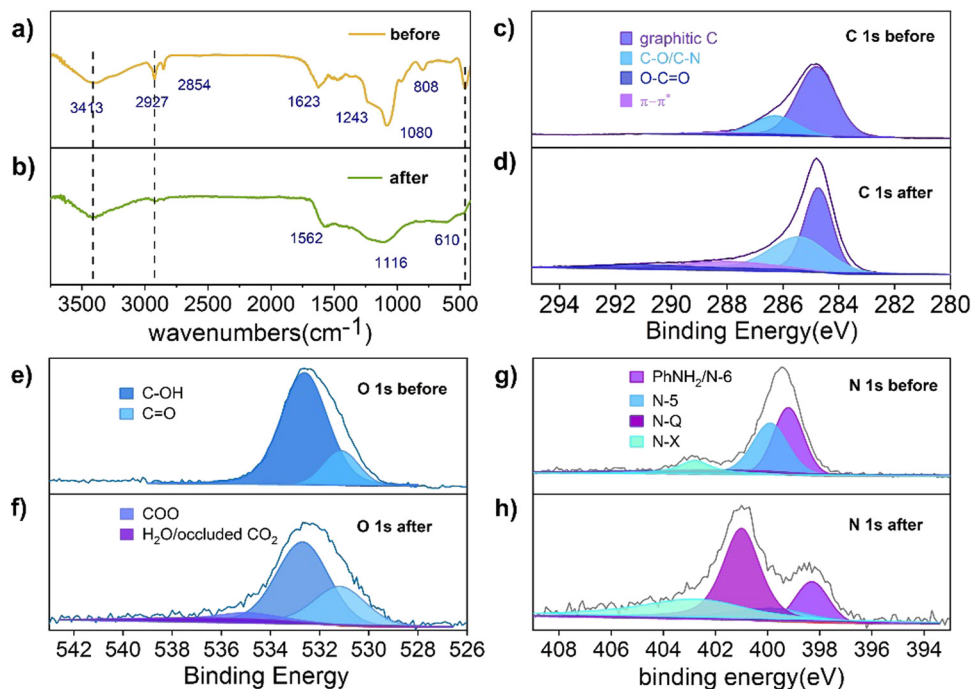 a)
before
3413
2927
2854
1623
1243
1080
808
b)
after
1562
1116
610
3750 3000 2500 2000 1500 1000 500
wavenumbers(cm⁻¹)
c)
C 1s before
graphitic C
C-O/C-N
O-C=O
π-π*
d)
C 1s after
294 292 290 288 286 284 282 280
Binding Energy(eV)
e)
O 1s before
C-OH
C=O
f)
O 1s after
COO
H₂O/occluded CO₂
542 540 538 536 534 532 530 528 526
Binding Energy
g)
N 1s before
PhNH₂/N-6
N-5
N-Q
N-X
h)
N 1s after
408 406 404 402 400 398 396 394
binding energy(eV)